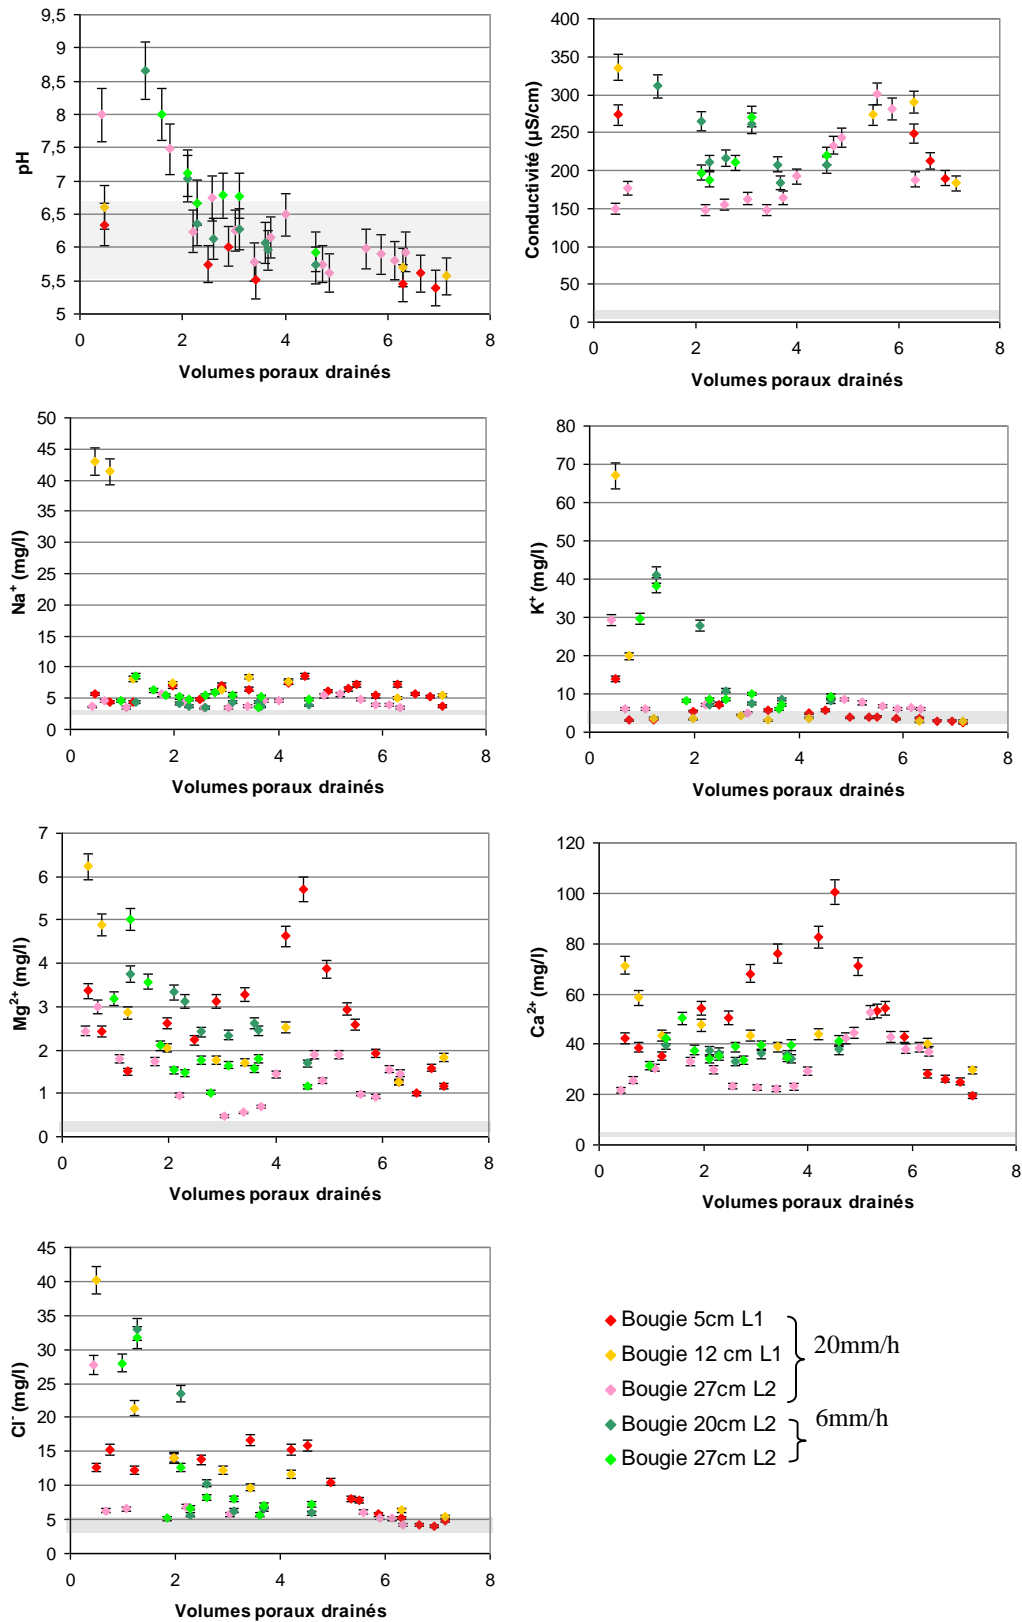 9,5
9
8,5
8
7,5
7
6,5
6
5,5
5
pH
0 2 4 6 8
Volumes poraux drainés
400
350
300
250
200
150
100
50
0
Conductivité (µS/cm)
0 2 4 6 8
Volumes poraux drainés
50
45
40
35
30
25
20
15
10
5
0
Na⁺ (mg/l)
0 2 4 6 8
Volumes poraux drainés
80
70
60
50
40
30
20
10
0
K⁺ (mg/l)
0 2 4 6 8
Volumes poraux drainés
7
6
5
4
3
2
1
0
Mg²⁺ (mg/l)
0 2 4 6 8
Volumes poraux drainés
120
100
80
60
40
20
0
Ca²⁺ (mg/l)
0 2 4 6 8
Volumes poraux drainés
45
40
35
30
25
20
15
10
5
0
Cl⁻ (mg/l)
0 2 4 6 8
Volumes poraux drainés
Bougie 5cm L1
Bougie 12 cm L1
Bougie 27cm L2
20mm/h
Bougie 20cm L2
Bougie 27cm L2
6mm/h